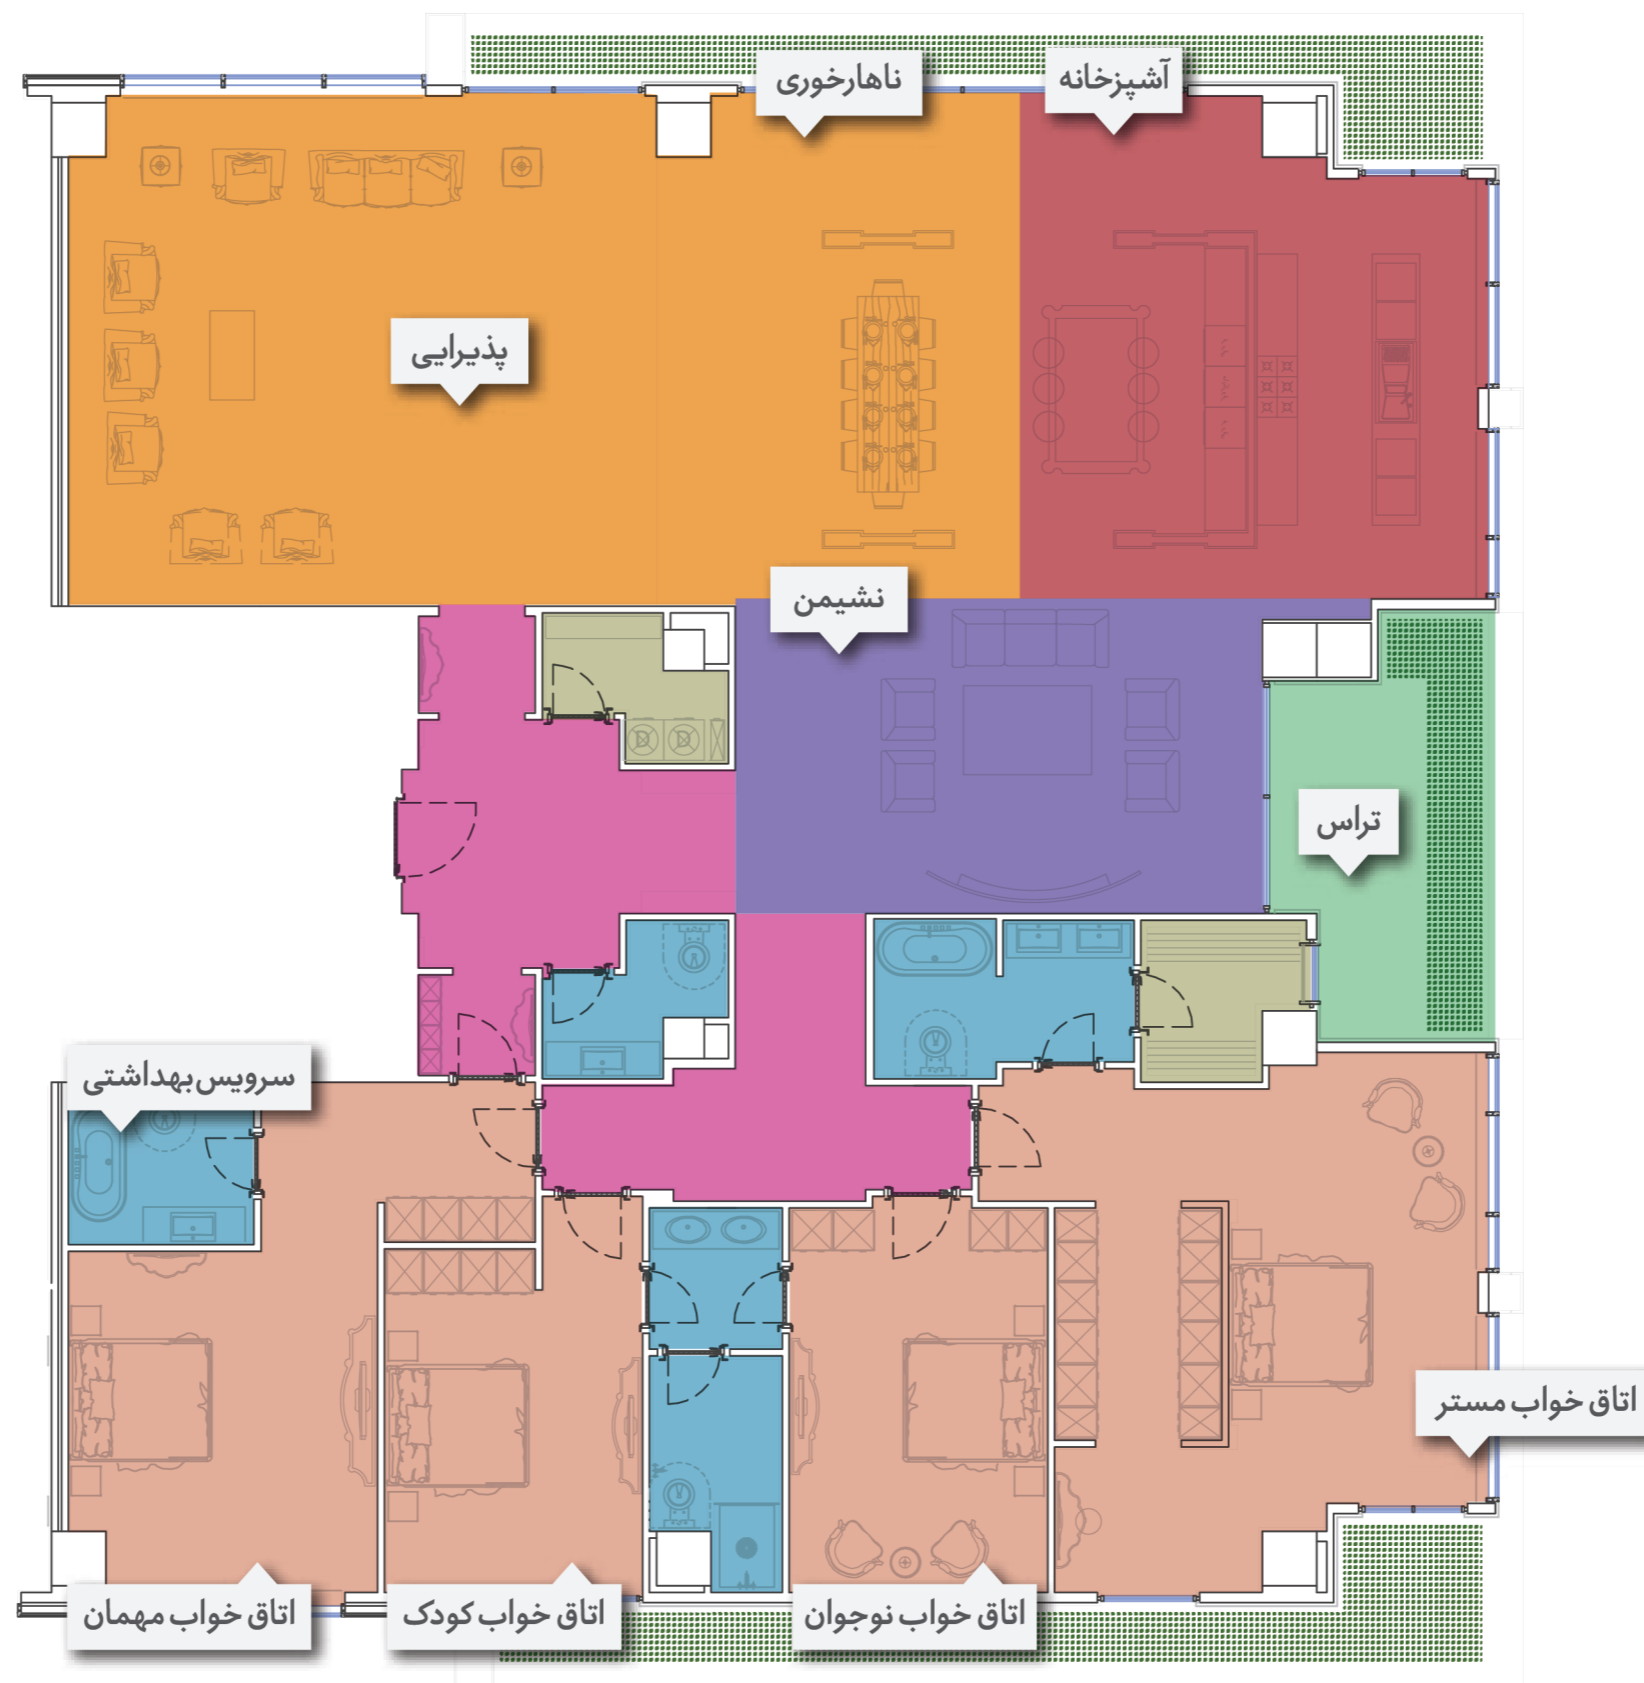 آشپزخانه
ناهارخوری
پذیرایی
نشیمن
تراس
سرویس‌بهداشتی
اتاق خواب مستر
اتاق خواب نوجوان
اتاق خواب کودک
اتاق خواب مهمان